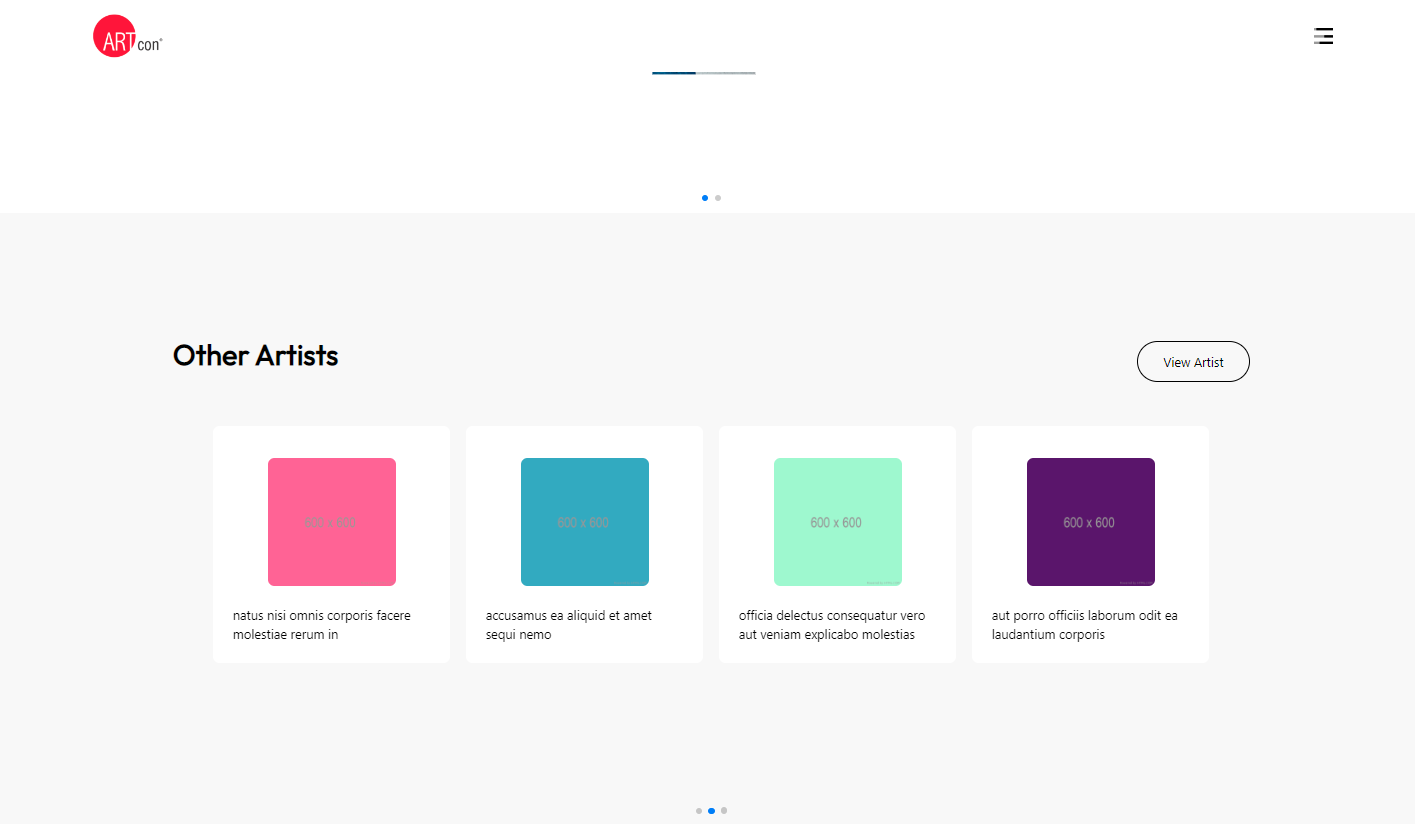 ART con®
Other Artists
View Artist
600 x 600
600 x 600
600 x 600
600 x 600
natus nisi omnis corporis facere
molestiae rerum in
accusamus ea aliquid et amet
sequi nemo
officia delectus consequatur vero
aut veniam explicabo molestias
aut porro officiis laborum odit ea
laudantium corporis